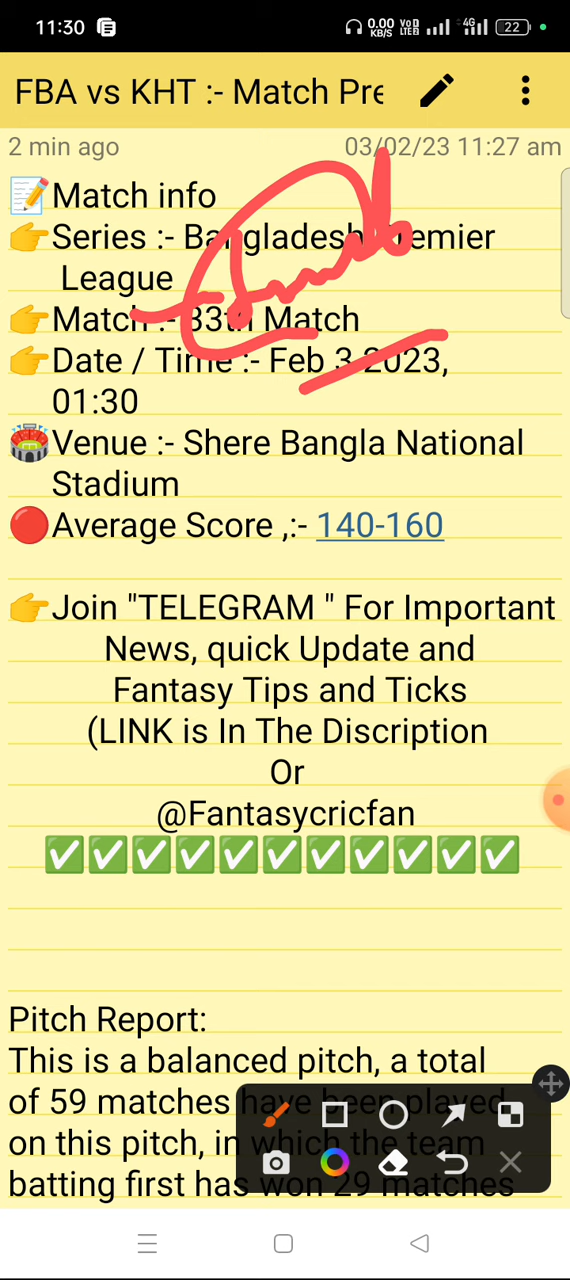 11:30
0.00
KB/S
VoD
LTE2
4G
22
FBA vs KHT :- Match Pre
2 min ago
03/02/23 11:27 am
📝Match info
👉Series :- Bangladesh Premier
League
👉Match :- 33th Match
👉Date / Time :- Feb 3 2023,
01:30
🏟Venue :- Shere Bangla National
Stadium
🔴Average Score ,:- 140-160
👉Join "TELEGRAM " For Important
News, quick Update and
Fantasy Tips and Ticks
(LINK is In The Discription
Or
@Fantasycricfan
✅✅✅✅✅✅✅✅✅✅✅
Pitch Report:
This is a balanced pitch, a total
of 59 matches have been played
on this pitch, in which the team
batting first has won 29 matches